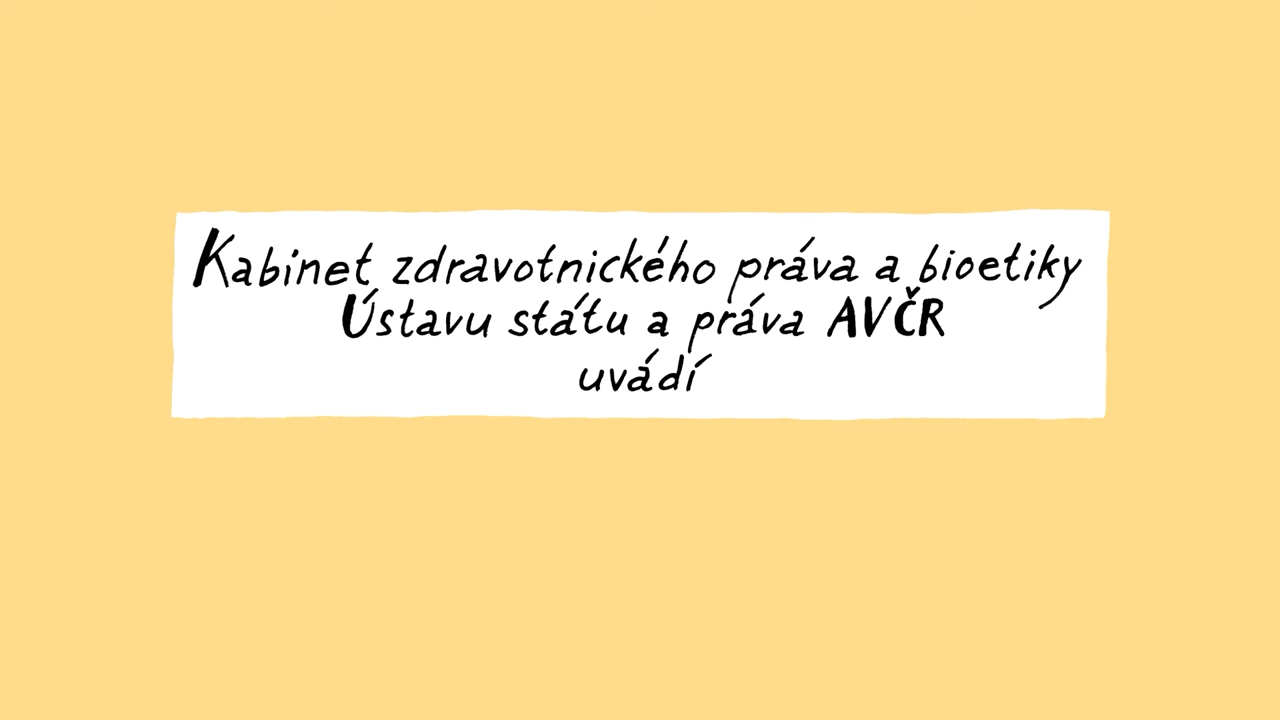 Kabinet zdravotnického práva a bioetiky
Ústavu státu a práva AVČR
uvádí